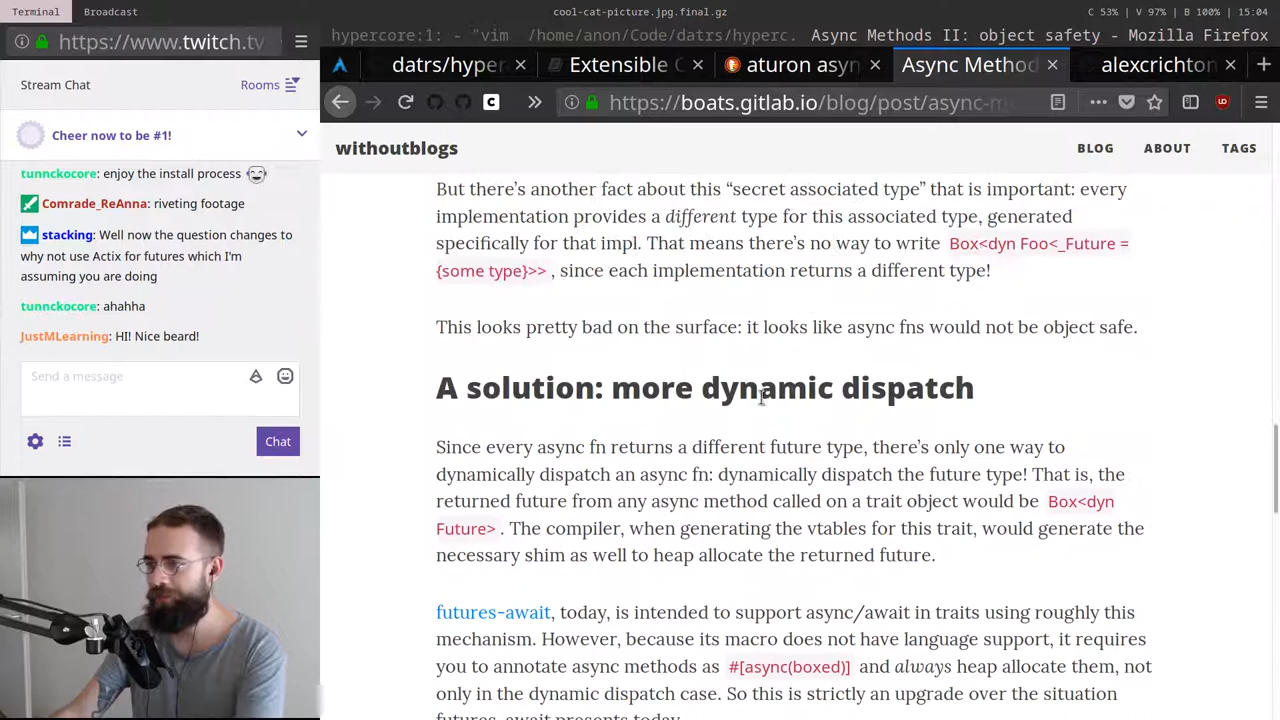 Terminal
Broadcast
cool-cat-picture.jpg.final.gz
C 53% | V 97% | B 100% | 15:04
https://www.twitch.tv
hypercore:1: - "vim /home/anon/Code/datrs/hyperc.
Async Methods II: object safety - Mozilla Firefox
datrs/hyper
Extensible C
aturon asyn
Async Method
alexcrichton
https://boats.gitlab.io/blog/post/async-m
Stream Chat
Rooms
Cheer now to be #1!
tunnckocore: enjoy the install process
Comrade_ReAnna: riveting footage
stacking: Well now the question changes to
why not use Actix for futures which I'm
assuming you are doing
tunnckocore: ahahha
JustMLearning: HI! Nice beard!
Send a message
Chat
withoutblogs
BLOG
ABOUT
TAGS
But there's another fact about this “secret associated type” that is important: every
implementation provides a different type for this associated type, generated
specifically for that impl. That means there's no way to write Box<dyn Foo<_Future =
{some type}>> , since each implementation returns a different type!
This looks pretty bad on the surface: it looks like async fns would not be object safe.
A solution: more dynamic dispatch
Since every async fn returns a different future type, there's only one way to
dynamically dispatch an async fn: dynamically dispatch the future type! That is, the
returned future from any async method called on a trait object would be Box<dyn
Future> . The compiler, when generating the vtables for this trait, would generate the
necessary shim as well to heap allocate the returned future.
futures-await, today, is intended to support async/await in traits using roughly this
mechanism. However, because its macro does not have language support, it requires
you to annotate async methods as #[async(boxed)] and always heap allocate them, not
only in the dynamic dispatch case. So this is strictly an upgrade over the situation
futures-await presents today.